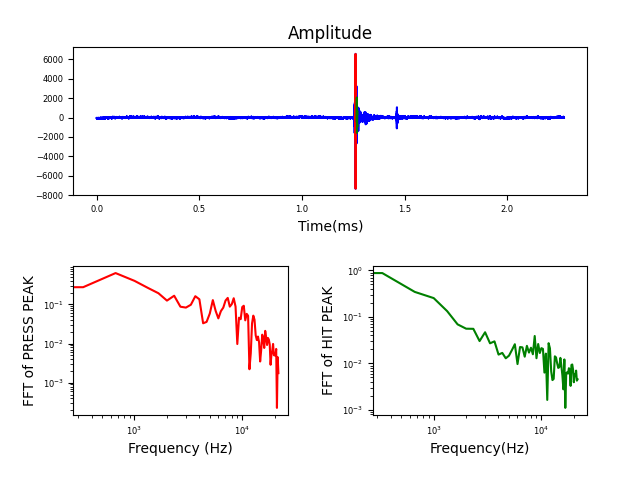 Amplitude
6000
4000
2000
0
−2000
−4000
−6000
−8000
0.0 0.5 1.0 1.5 2.0
Time(ms)
FFT of PRESS PEAK
10⁻¹
10⁻²
10⁻³
10³ 10⁴
Frequency (Hz)
FFT of HIT PEAK
10⁰
10⁻¹
10⁻²
10⁻³
10³ 10⁴
Frequency(Hz)